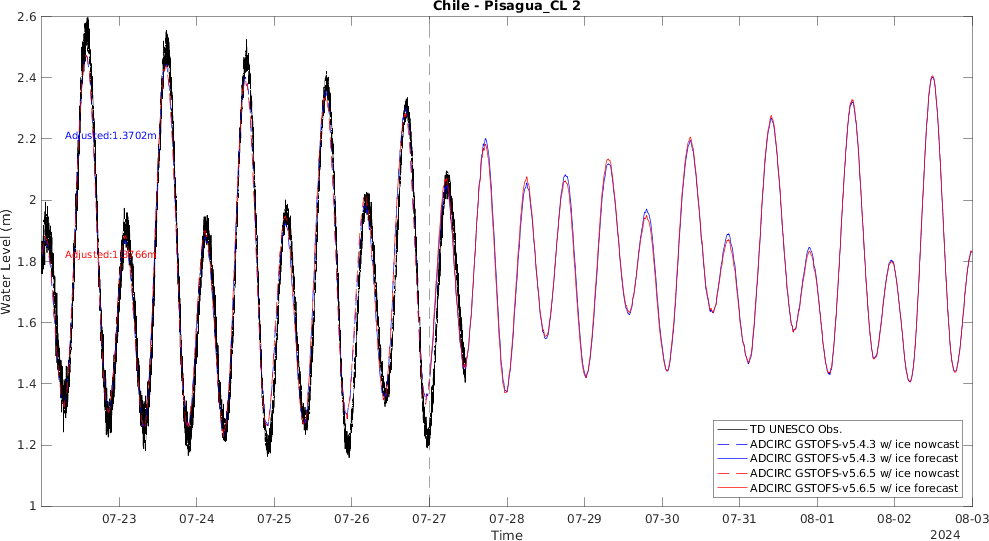 Chile - Pisagua_CL 2
2.6
2.4
2.2
2
1.8
1.6
1.4
1.2
1
Water Level (m)
Adjusted:1.3702m
Adjusted:1.3766m
TD UNESCO Obs.
ADCIRC GSTOFS-v5.4.3 w/ ice nowcast
ADCIRC GSTOFS-v5.4.3 w/ ice forecast
ADCIRC GSTOFS-v5.6.5 w/ ice nowcast
ADCIRC GSTOFS-v5.6.5 w/ ice forecast
07-23 07-24 07-25 07-26 07-27 07-28 07-29 07-30 07-31 08-01 08-02 08-03
Time
2024